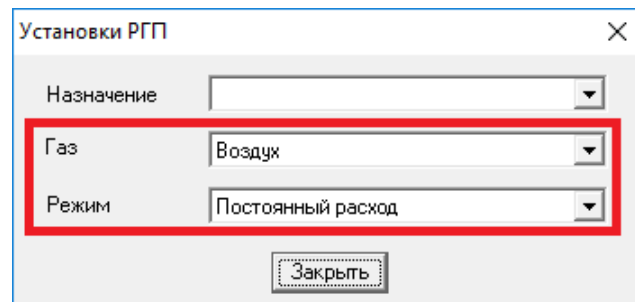 Установки РГП
Назначение
Газ Воздух
Режим Постоянный расход
Закрыть